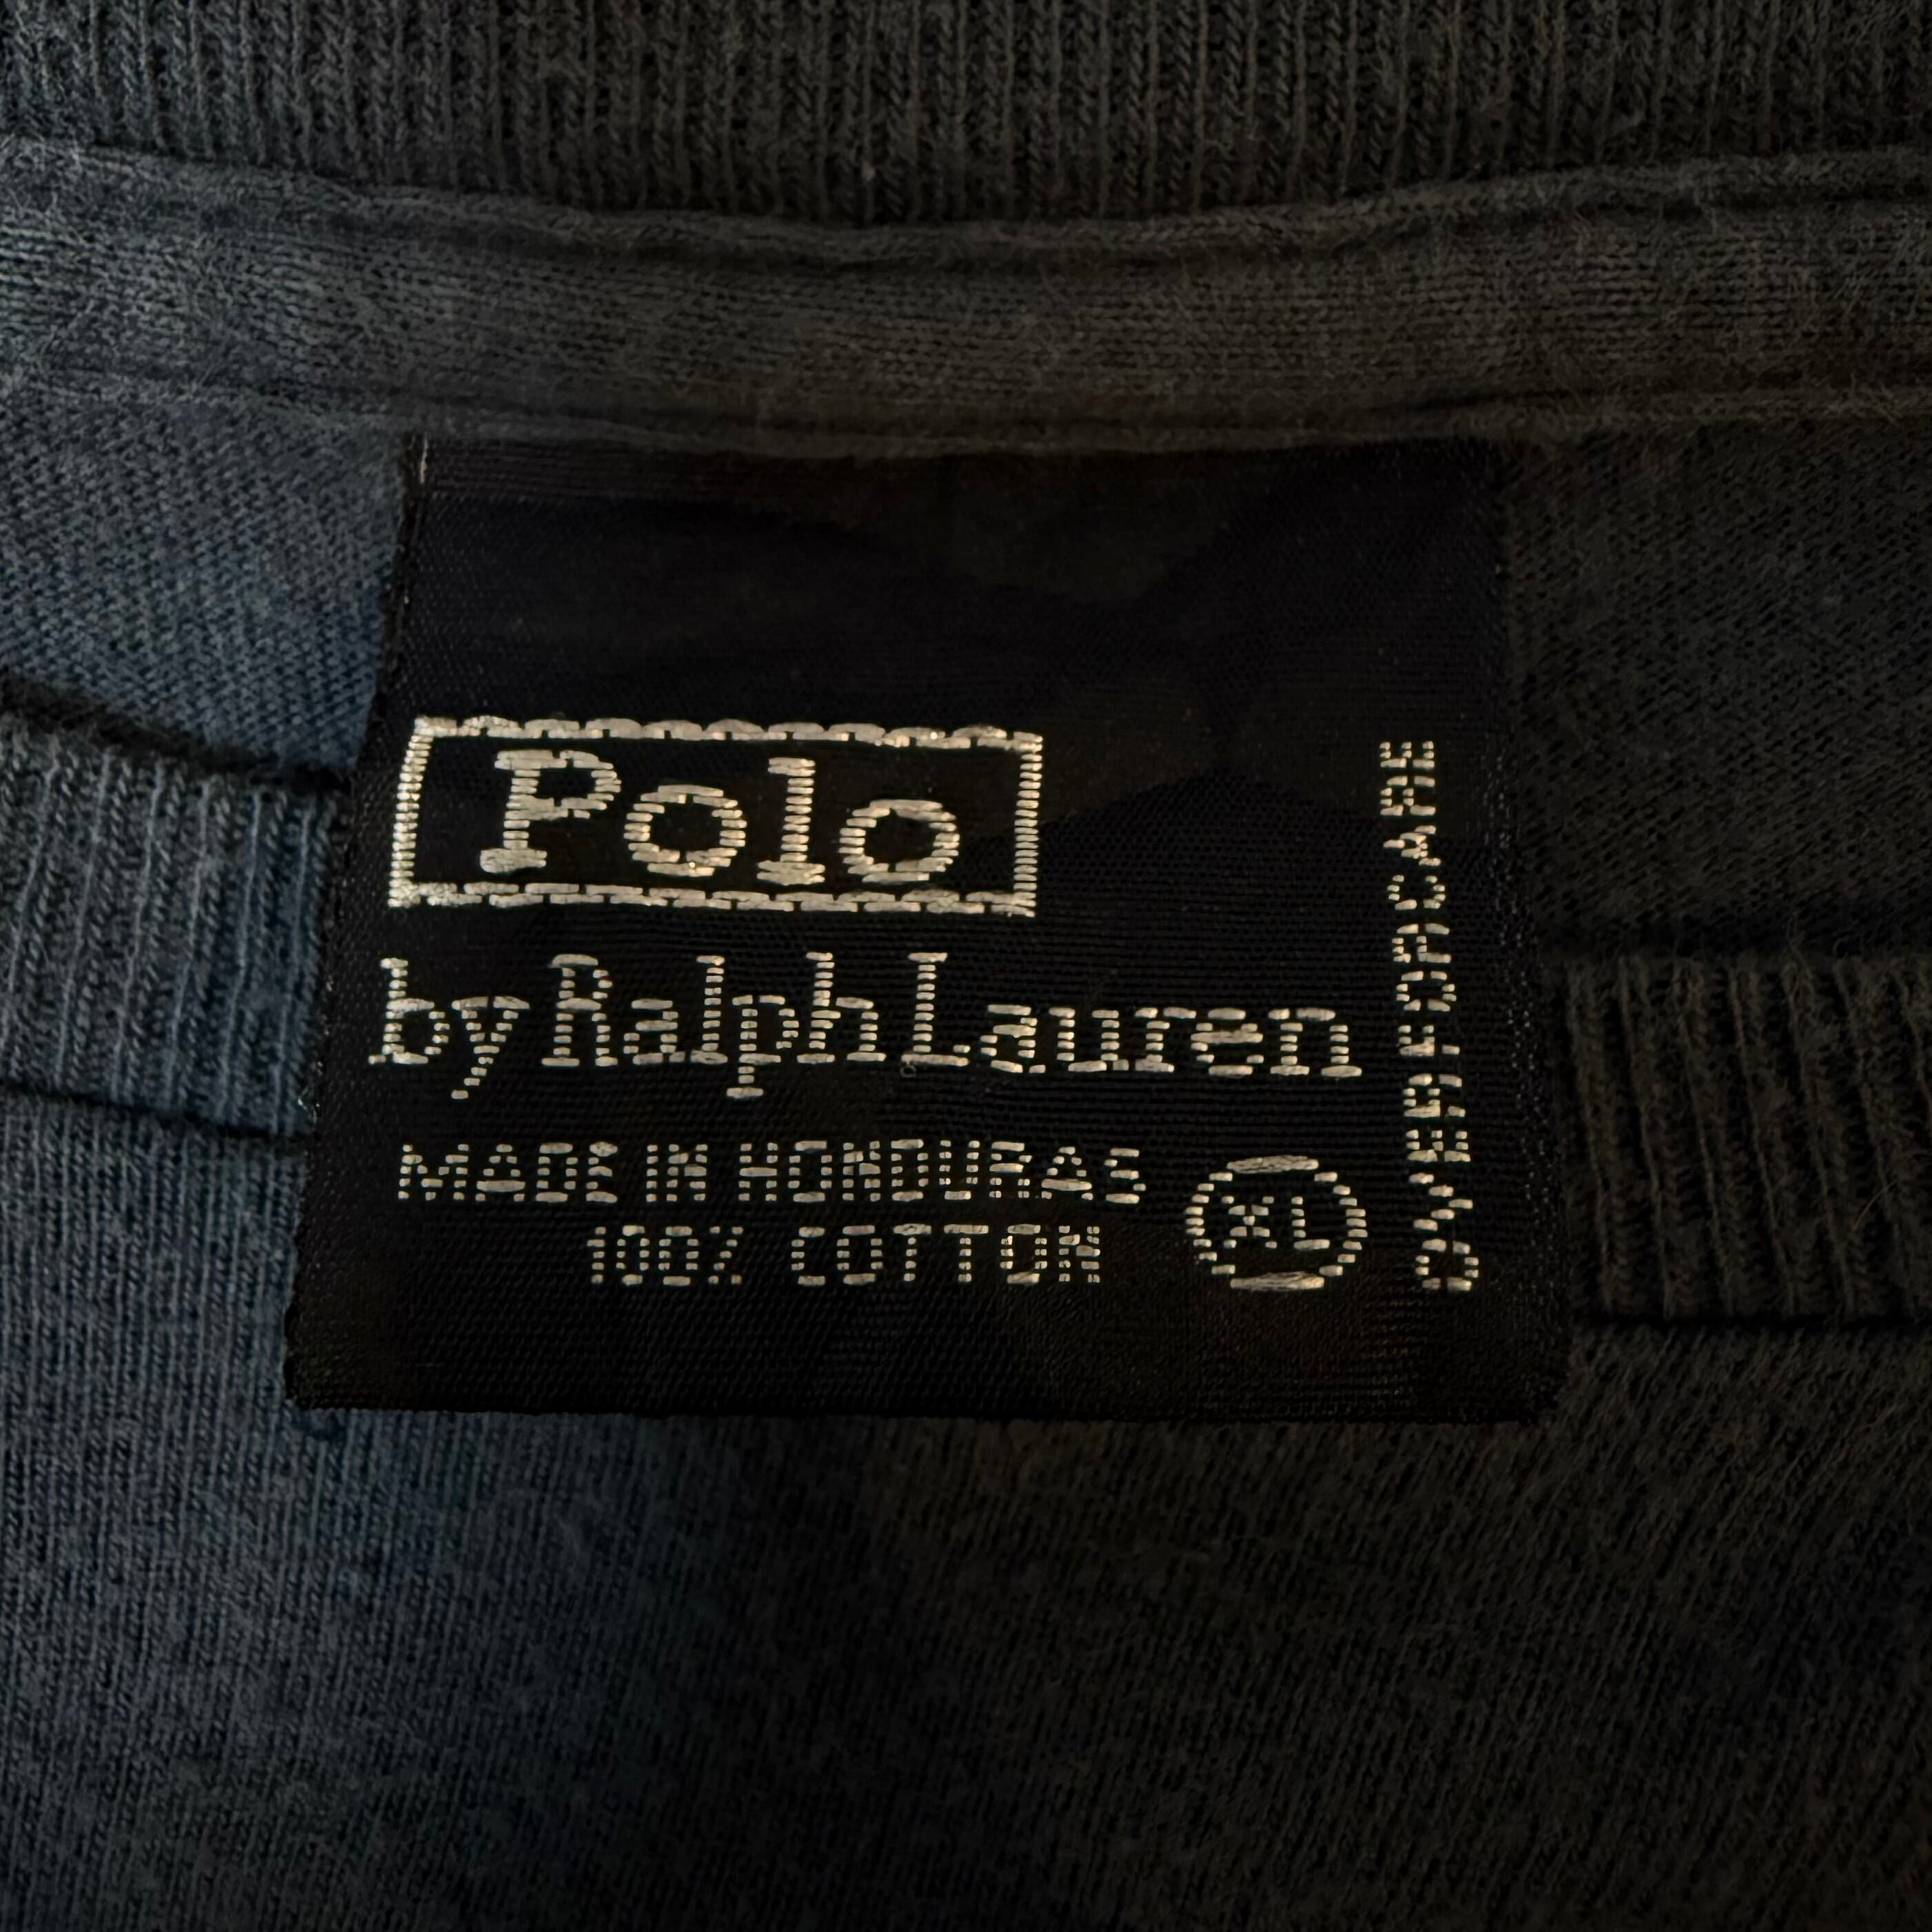 Polo
by Ralph Lauren
MADE IN HONDURAS
100% COTTON
XL
OVER FOR CARE